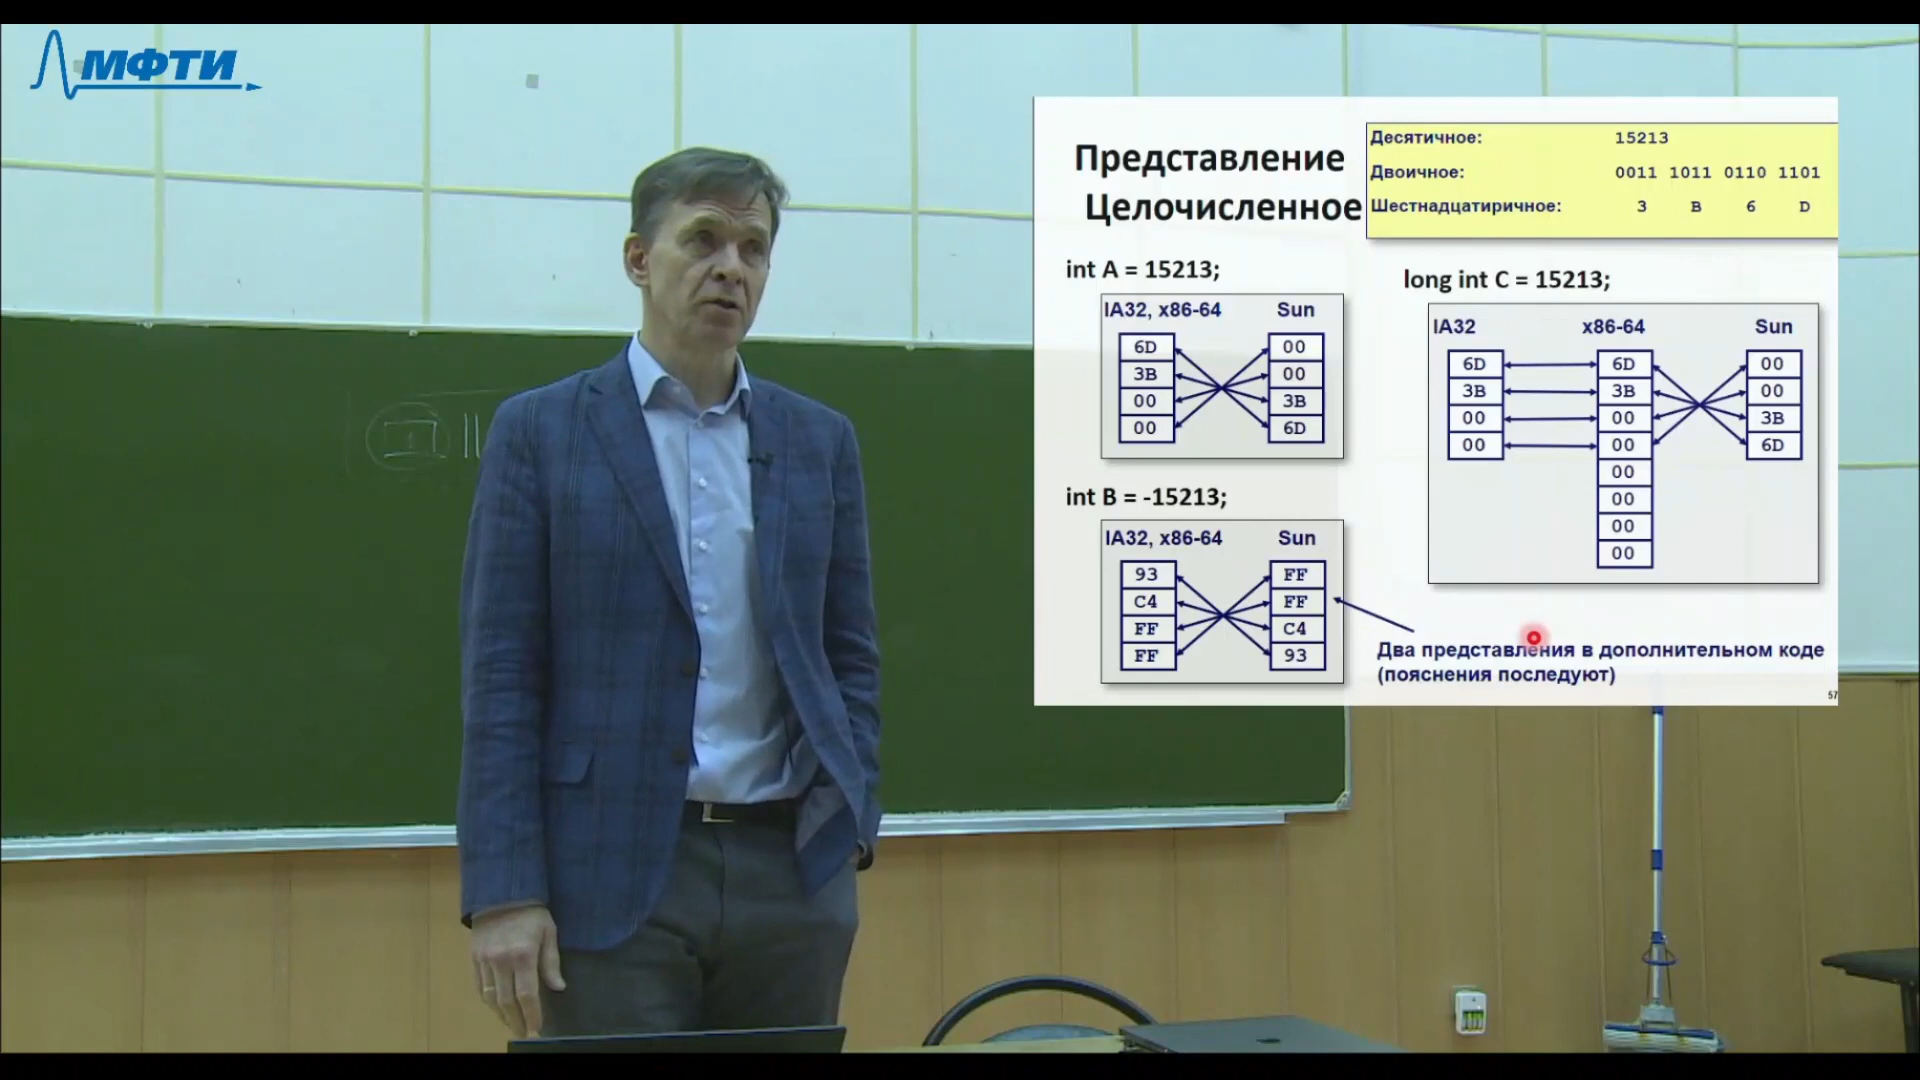 МФТИ
Представление
Целочисленное
Десятичное: 15213
Двоичное: 0011 1011 0110 1101
Шестнадцатиричное: 3 B 6 D
int A = 15213;
IA32, x86-64 Sun
6D 00
3B 00
00 3B
00 6D
int B = -15213;
IA32, x86-64 Sun
93 FF
C4 FF
FF C4
FF 93
long int C = 15213;
IA32 x86-64 Sun
6D 6D 00
3B 3B 00
00 00 3B
00 00 6D
00
00
00
00
Два представления в дополнительном коде
(пояснения последуют)
57